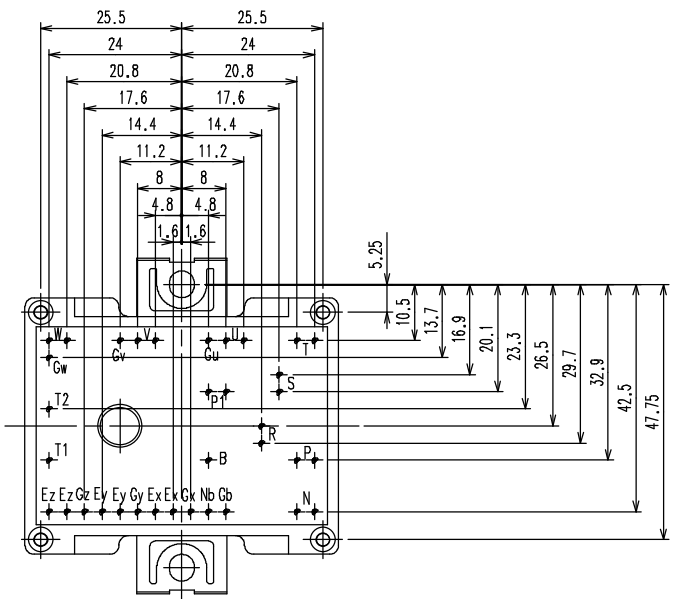 25.5 25.5
24 24
20.8 20.8
17.6 17.6
14.4 14.4
11.2 11.2
8 8
4.8 4.8
1.6 1.6
5.25
10.5
13.7
16.9
20.1
23.3
26.5
29.7
32.9
42.5
47.75
W V U
Gw Gv Gu T
S
T2 P1
R
T1 B P
Ez Ez Gz Ey Ey Gy Ex Ex Gx Nb Gb N